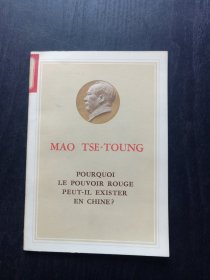 MAO TSE-TOUNG
POURQUOI
LE POUVOIR ROUGE
PEUT-IL EXISTER
EN CHINE?